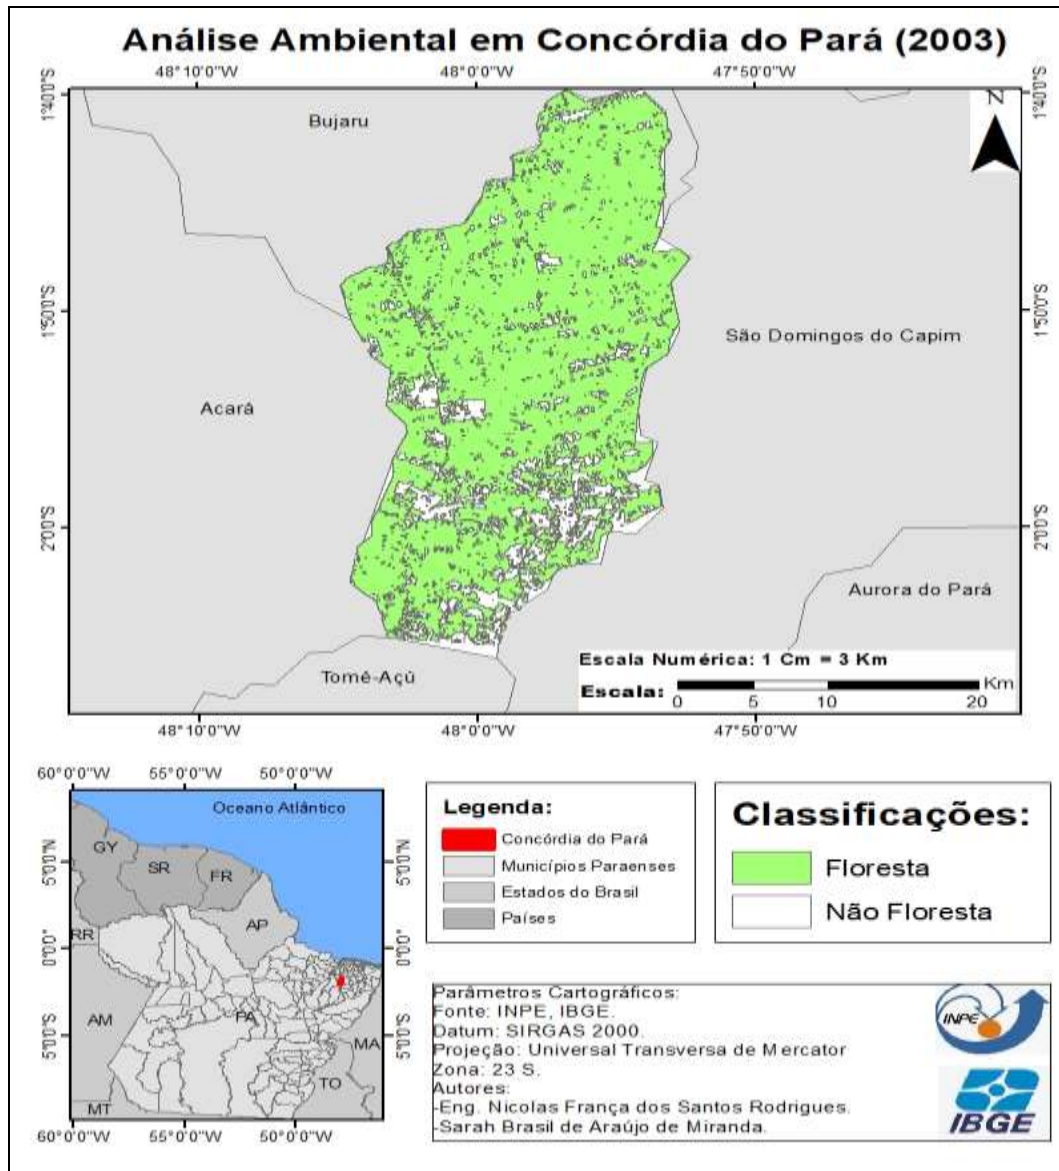 Análise Ambiental em Concórdia do Pará (2003)
48°10'0"W 48°0'0"W 47°50'0"W
1°40'0"S 1°40'0"S
Z
Bujaru
1°50'0"S 1°50'0"S
São Domingos do Capim
Acará
2°0'0"S 2°0'0"S
Aurora do Pará
Tomé-Açú
Escala Numérica: 1 Cm = 3 Km
Escala:
Km
0 5 10 20
48°10'0"W 48°0'0"W 47°50'0"W
60°0'0"W 55°0'0"W 50°0'0"W
Oceano Atlântico
GY
SR
FR
5°0'0"N 5°0'0"N
AP
RR
0°0'0" 0°0'0"
AM
PA
5°0'0"S 5°0'0"S
MA
TO
MT
60°0'0"W 55°0'0"W 50°0'0"W
Legenda:
Concórdia do Pará
Municípios Paraenses
Estados do Brasil
Países
Classificações:
Floresta
Não Floresta
Parâmetros Cartográficos:
Fonte: INPE, IBGE.
Datum: SIRGAS 2000.
Projeção: Universal Transversa de Mercator
Zona: 23 S.
Autores:
-Eng. Nicolas França dos Santos Rodrigues.
-Sarah Brasil de Araújo de Miranda.
INPE
IBGE